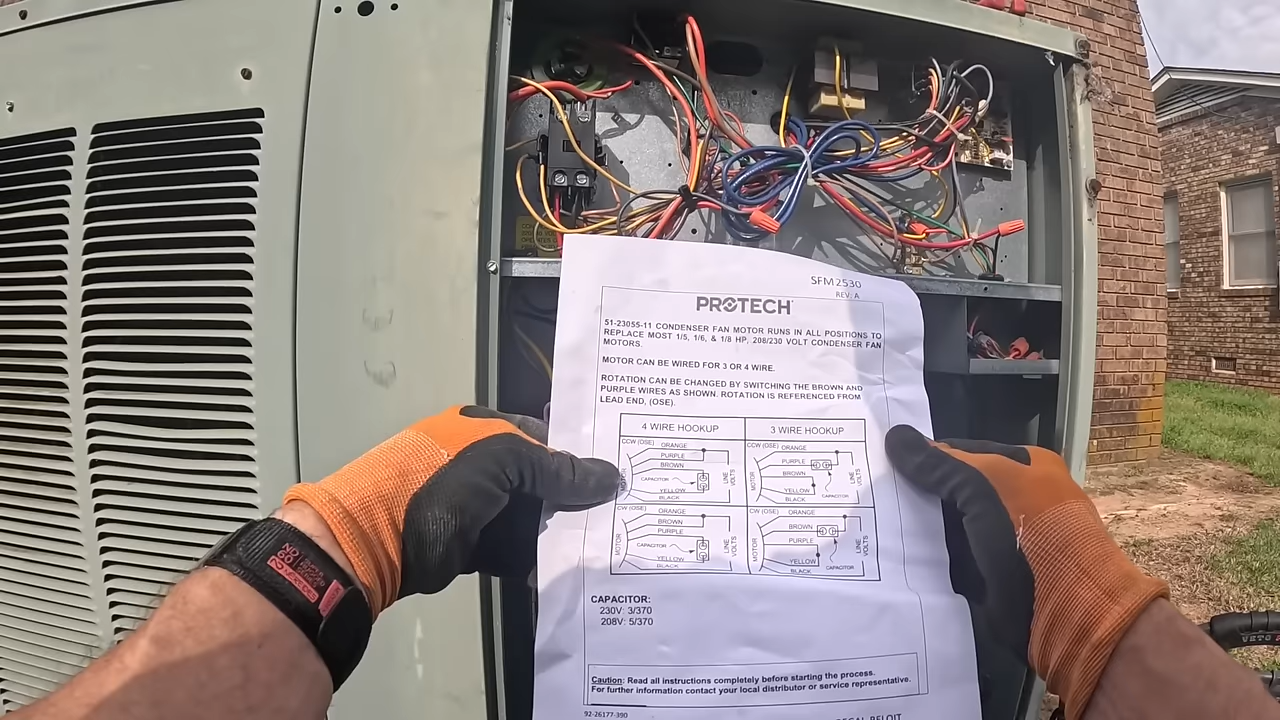 SFM2530
REV: A
PROTECH
51-23055-11 CONDENSER FAN MOTOR RUNS IN ALL POSITIONS TO
REPLACE MOST 1/5, 1/6, & 1/8 HP, 208/230 VOLT CONDENSER FAN
MOTORS.
MOTOR CAN BE WIRED FOR 3 OR 4 WIRE.
ROTATION CAN BE CHANGED BY SWITCHING THE BROWN AND
PURPLE WIRES AS SHOWN. ROTATION IS REFERENCED FROM
LEAD END, (OSE).
4 WIRE HOOKUP
CCW (OSE)
ORANGE
PURPLE
BROWN
CAPACITOR
YELLOW
BLACK
MOTOR
LINE
VOLTS
3 WIRE HOOKUP
CCW (OSE)
ORANGE
PURPLE
BROWN
YELLOW
CAPACITOR
BLACK
MOTOR
LINE
VOLTS
CW (OSE)
ORANGE
BROWN
PURPLE
CAPACITOR
YELLOW
BLACK
MOTOR
LINE
VOLTS
CW (OSE)
ORANGE
BROWN
PURPLE
YELLOW
CAPACITOR
BLACK
MOTOR
LINE
VOLTS
CAPACITOR:
230V: 3/370
208V: 5/370
Caution: Read all instructions completely before starting the process.
For further information contact your local distributor or service representative.
92-26177-390
REGAL BELOIT
VETO